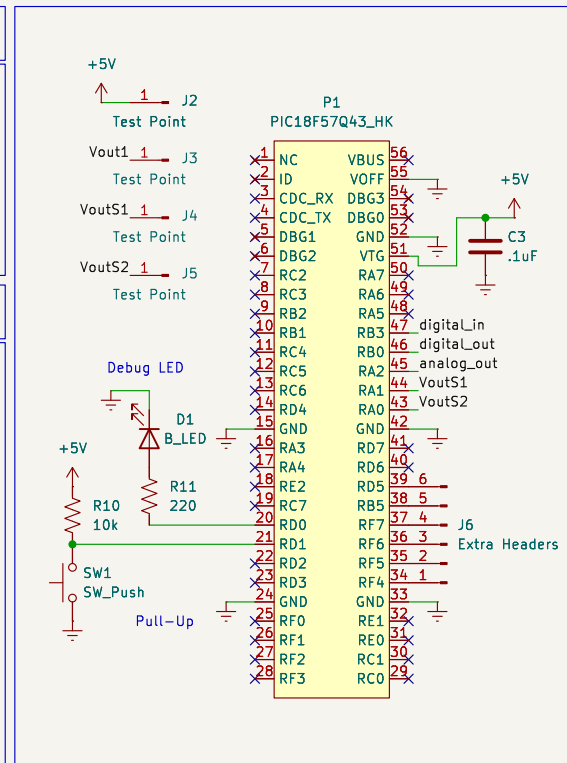 +5V
1 J2
Test Point
Vout1 1 J3
Test Point
VoutS1 1 J4
Test Point
VoutS2 1 J5
Test Point
Debug LED
D1
B_LED
+5V
R11
220
R10
10k
SW1
SW_Push
Pull-Up
P1
PIC18F57Q43_HK
1 NC VBUS 56
2 ID VOFF 55
3 CDC_RX DBG3 54
4 CDC_TX DBG0 53
5 DBG1 GND 52
6 DBG2 VTG 51
7 RC2 RA7 50
8 RC3 RA6 49
9 RB2 RA5 48
10 RB1 RB3 47 digital_in
11 RC4 RB0 46 digital_out
12 RC5 RA2 45 analog_out
13 RC6 RA1 44 VoutS1
14 RD4 RA0 43 VoutS2
15 GND GND 42
16 RA3 RD7 41
17 RA4 RD6 40
18 RE2 RD5 39 6
19 RC7 RB5 38 5
20 RD0 RF7 37 4 J6
21 RD1 RF6 36 3 Extra Headers
22 RD2 RF5 35 2
23 RD3 RF4 34 1
24 GND GND 33
25 RF0 RE1 32
26 RF1 RE0 31
27 RF2 RC1 30
28 RF3 RC0 29
+5V
C3
.1uF